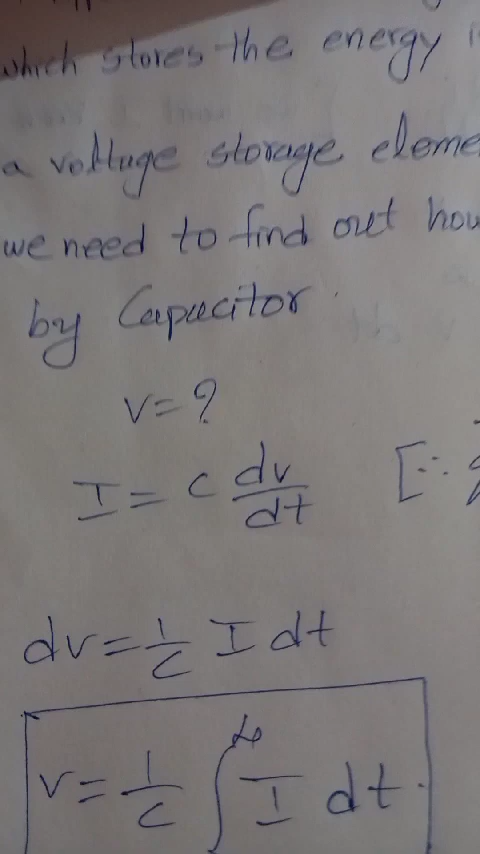 which stores the energy
a voltage storage eleme
we need to find out how
by Capacitor.
V = ?
I = C dv/dt [∵
dv = 1/C I dt
V = 1/C ∫ I dt.